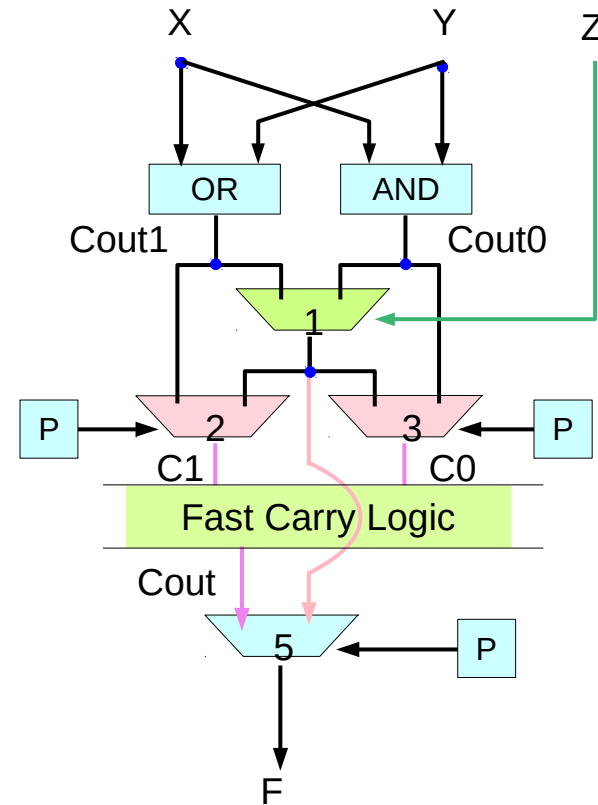 X Y Z
OR AND
Cout1 Cout0
1
P 2 3 P
C1 C0
Fast Carry Logic
Cout
5 P
F